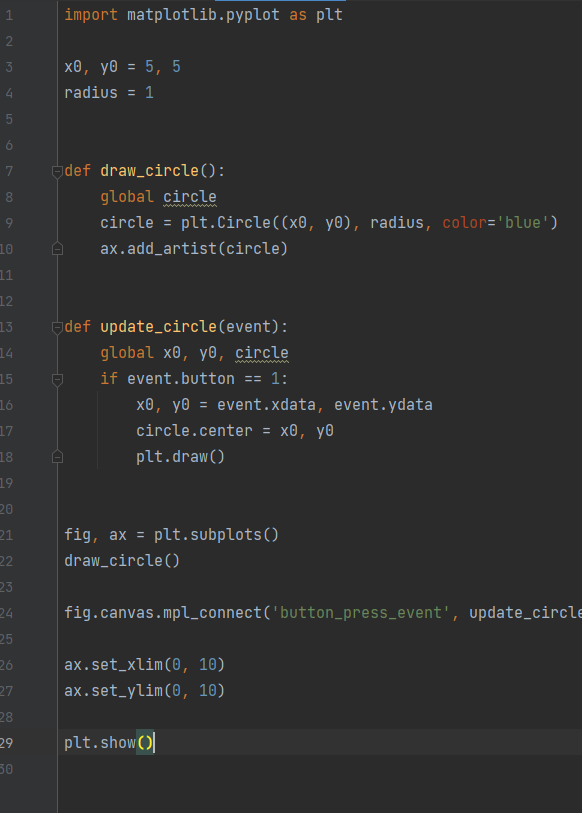 1 import matplotlib.pyplot as plt
2
3 x0, y0 = 5, 5
4 radius = 1
5
6
7 def draw_circle():
8     global circle
9     circle = plt.Circle((x0, y0), radius, color='blue')
10     ax.add_artist(circle)
11
12
13 def update_circle(event):
14     global x0, y0, circle
15     if event.button == 1:
16         x0, y0 = event.xdata, event.ydata
17         circle.center = x0, y0
18         plt.draw()
19
20
21 fig, ax = plt.subplots()
22 draw_circle()
23
24 fig.canvas.mpl_connect('button_press_event', update_circle
25
26 ax.set_xlim(0, 10)
27 ax.set_ylim(0, 10)
28
29 plt.show()
30